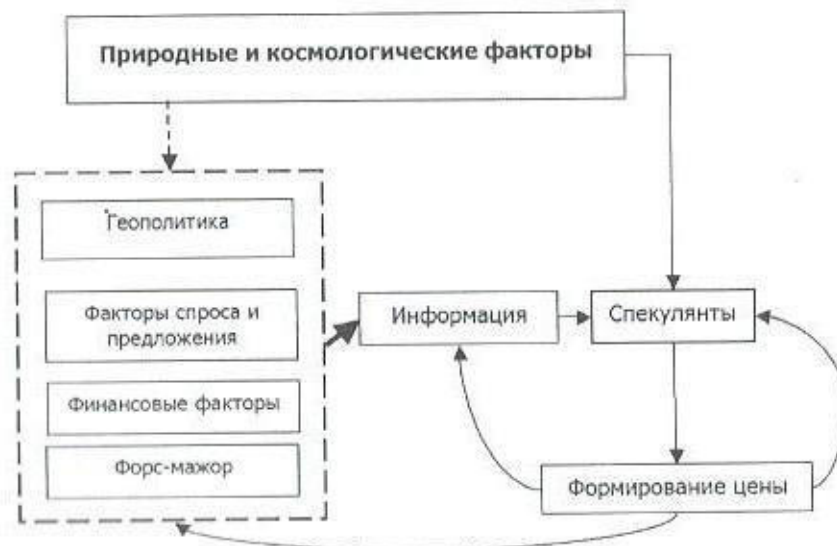 Природные и космологические факторы
Геополитика
Факторы спроса и
предложения
Финансовые факторы
Форс-мажор
Информация
Спекулянты
Формирование цены